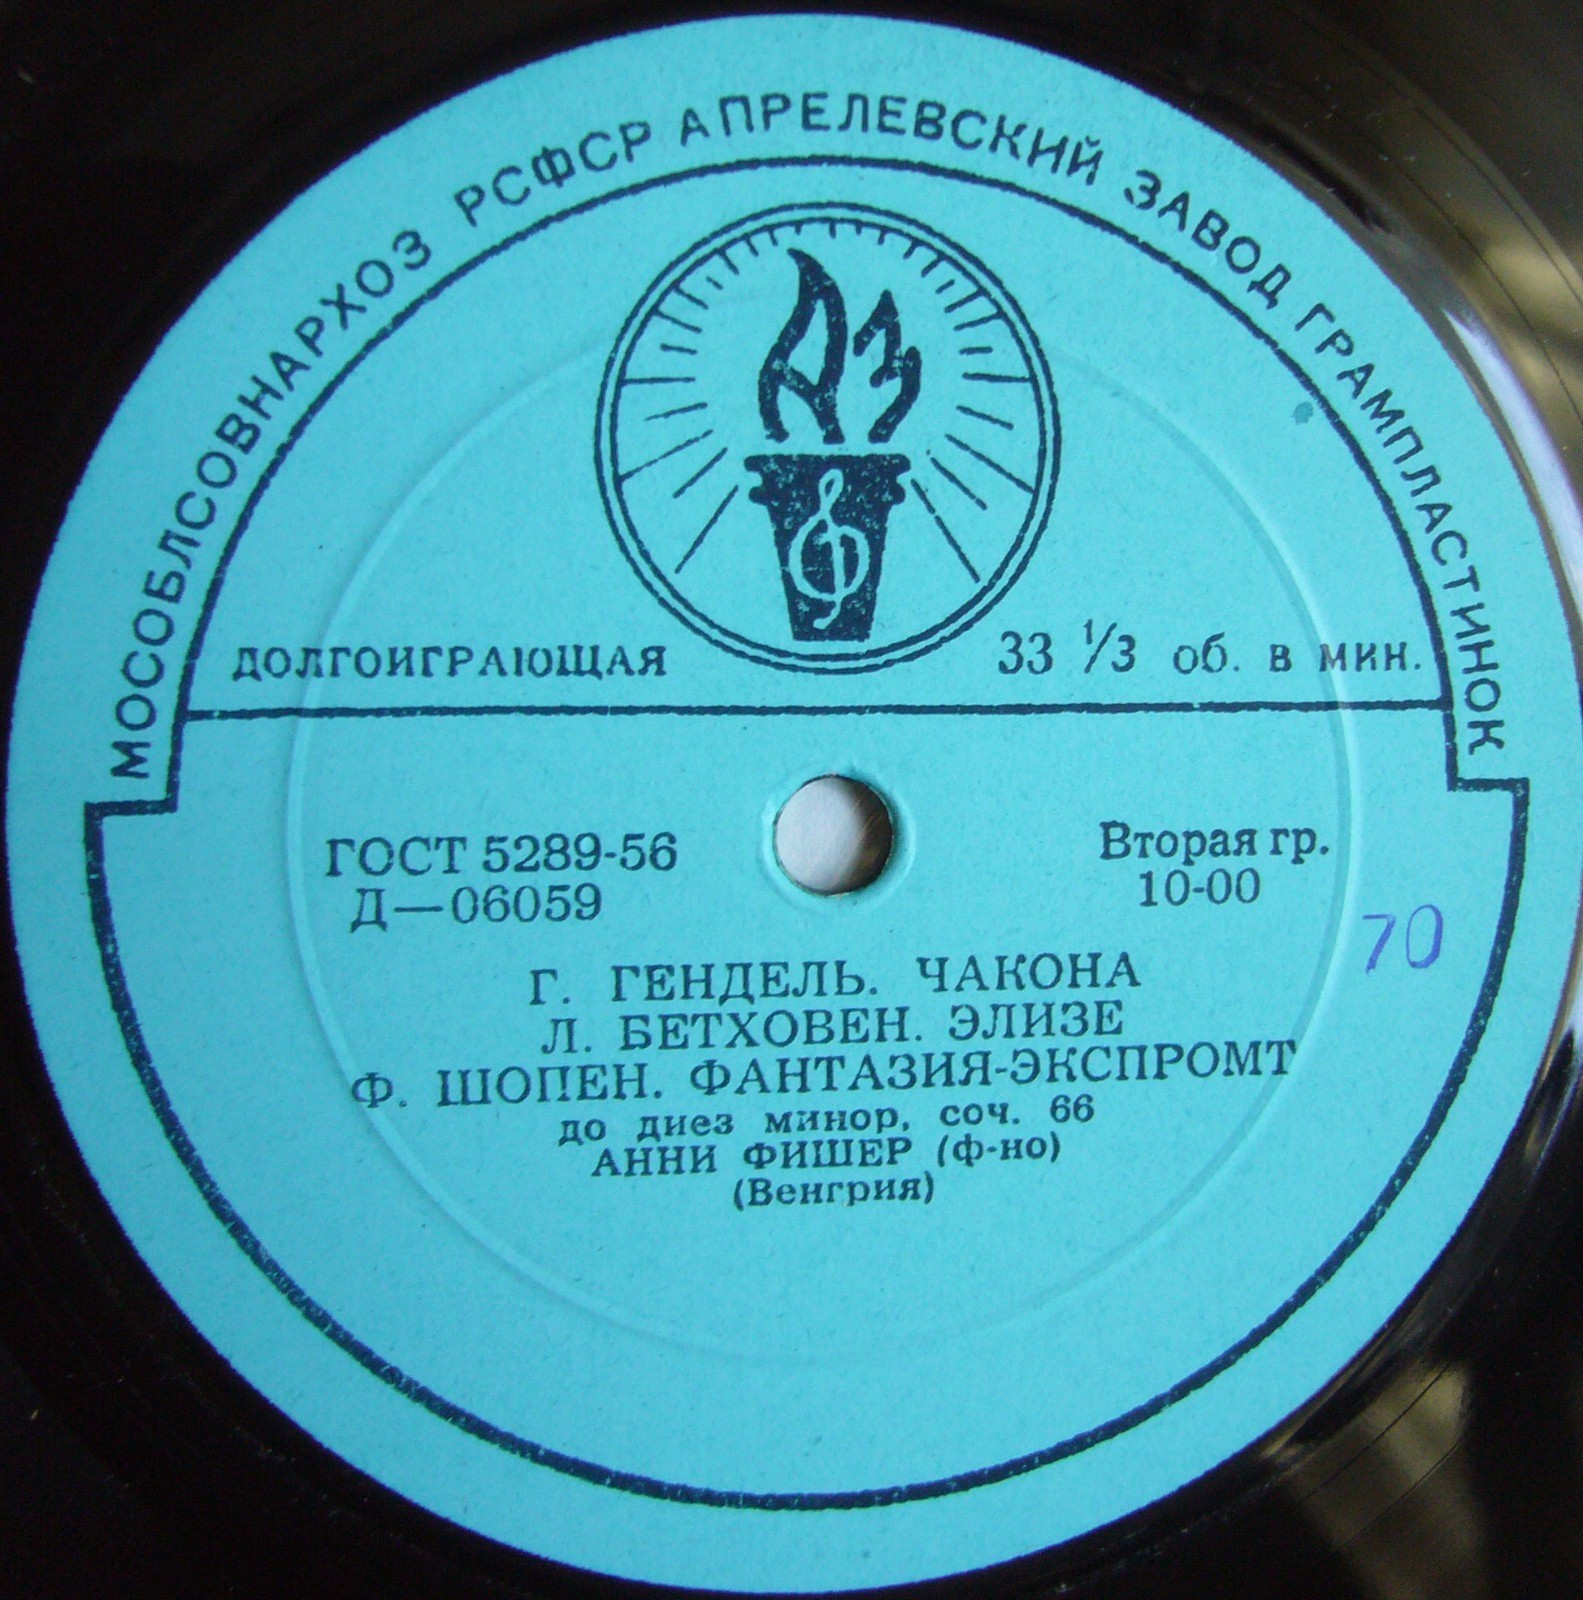 МОСОБЛСОВНАРХОЗ РСФСР АПРЕЛЕВСКИЙ ЗАВОД ГРАМПЛАСТИНОК
АЗ
ДОЛГОИГРАЮЩАЯ 33 1/3 об. в мин.
ГОСТ 5289-56 Вторая гр.
Д—06059 10-00
70
Г. ГЕНДЕЛЬ. ЧАКОНА
Л. БЕТХОВЕН. ЭЛИЗЕ
Ф. ШОПЕН. ФАНТАЗИЯ-ЭКСПРОМТ
до диез минор, соч. 66
АННИ ФИШЕР (ф-но)
(Венгрия)